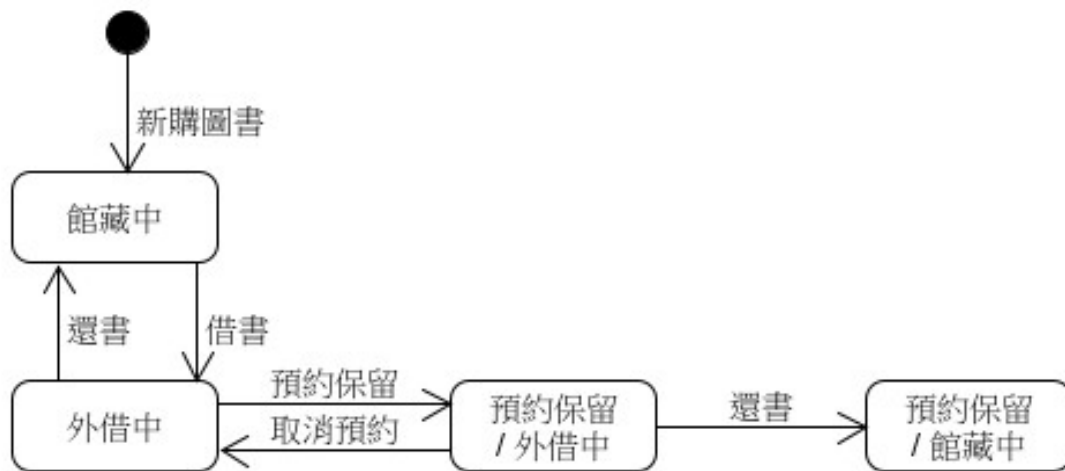 新購圖書
館藏中
還書
借書
外借中
預約保留
取消預約
預約保留
/ 外借中
還書
預約保留
/ 館藏中